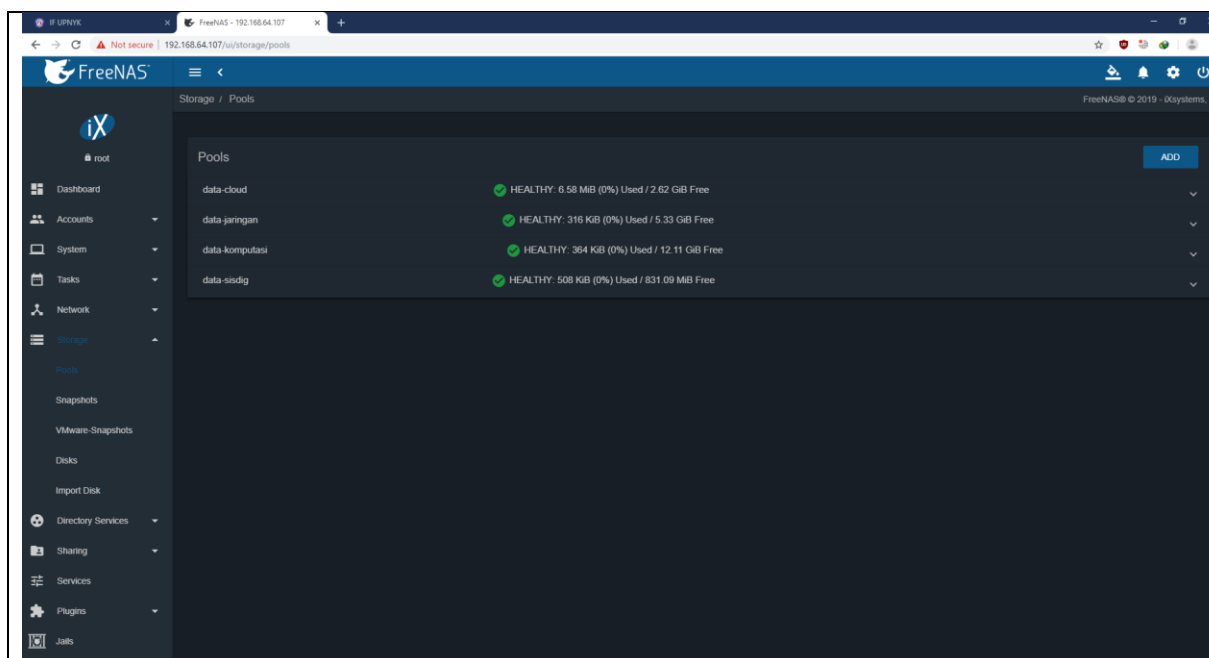 IF UPNYK
FreeNAS - 192.168.64.107
Not secure | 192.168.64.107/ui/storage/pools
FreeNAS
Storage / Pools
FreeNAS® © 2019 - iXsystems,
iX
root
Pools
ADD
data-cloud HEALTHY: 6.58 MiB (0%) Used / 2.62 GiB Free
data-jaringan HEALTHY: 316 KiB (0%) Used / 5.33 GiB Free
data-komputasi HEALTHY: 364 KiB (0%) Used / 12.11 GiB Free
data-sisdig HEALTHY: 508 KiB (0%) Used / 831.09 MiB Free
Dashboard
Accounts
System
Tasks
Network
Storage
Pools
Snapshots
VMware-Snapshots
Disks
Import Disk
Directory Services
Sharing
Services
Plugins
Jails